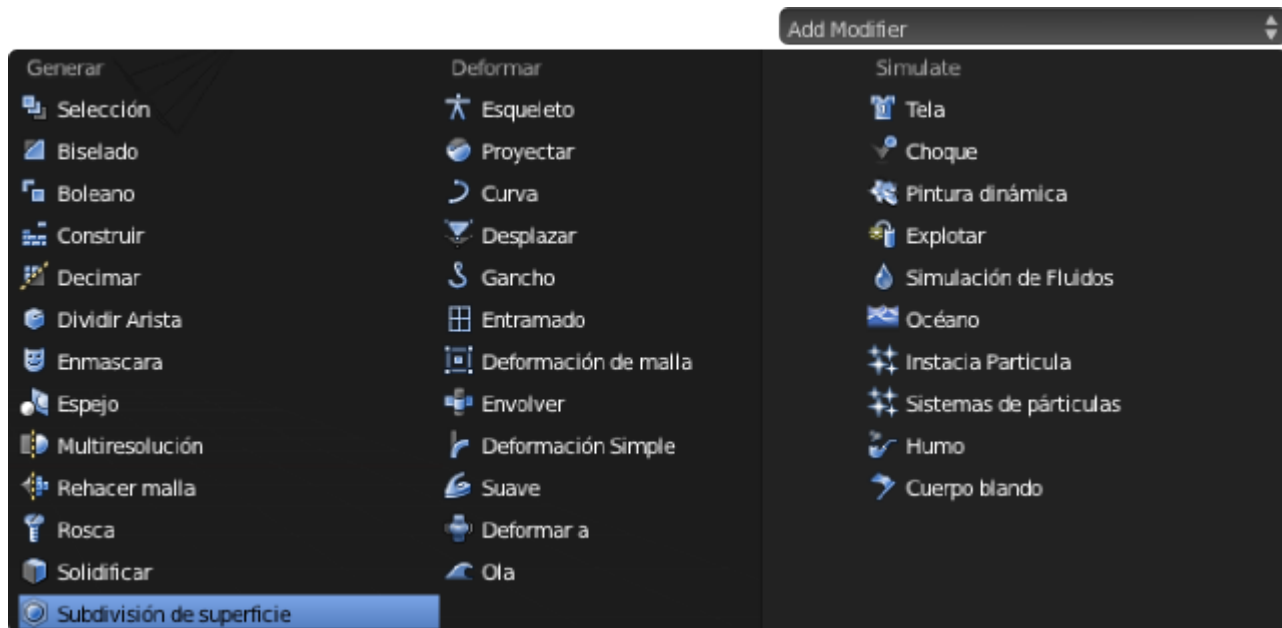 Add Modifier
Generar
Selección
Biselado
Boleano
Construir
Decimar
Dividir Arista
Enmascara
Espejo
Multiresolución
Rehacer malla
Rosca
Solidificar
Subdivisión de superficie
Deformar
Esqueleto
Proyectar
Curva
Desplazar
Gancho
Entramado
Deformación de malla
Envolver
Deformación Simple
Suave
Deformar a
Ola
Simulate
Tela
Choque
Pintura dinámica
Explotar
Simulación de Fluidos
Océano
Instacia Particula
Sistemas de párticulas
Humo
Cuerpo blando